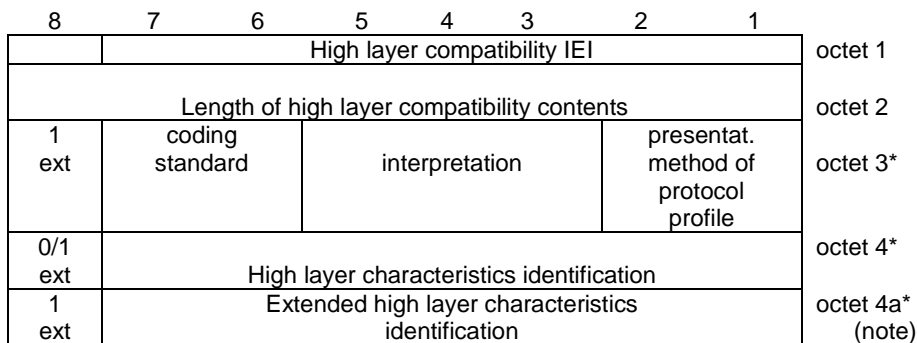 8 7 6 5 4 3 2 1
High layer compatibility IEI octet 1
Length of high layer compatibility contents octet 2
1 coding presentat.
ext standard interpretation method of octet 3*
protocol
profile
0/1 octet 4*
ext High layer characteristics identification
1 Extended high layer characteristics octet 4a*
ext identification (note)